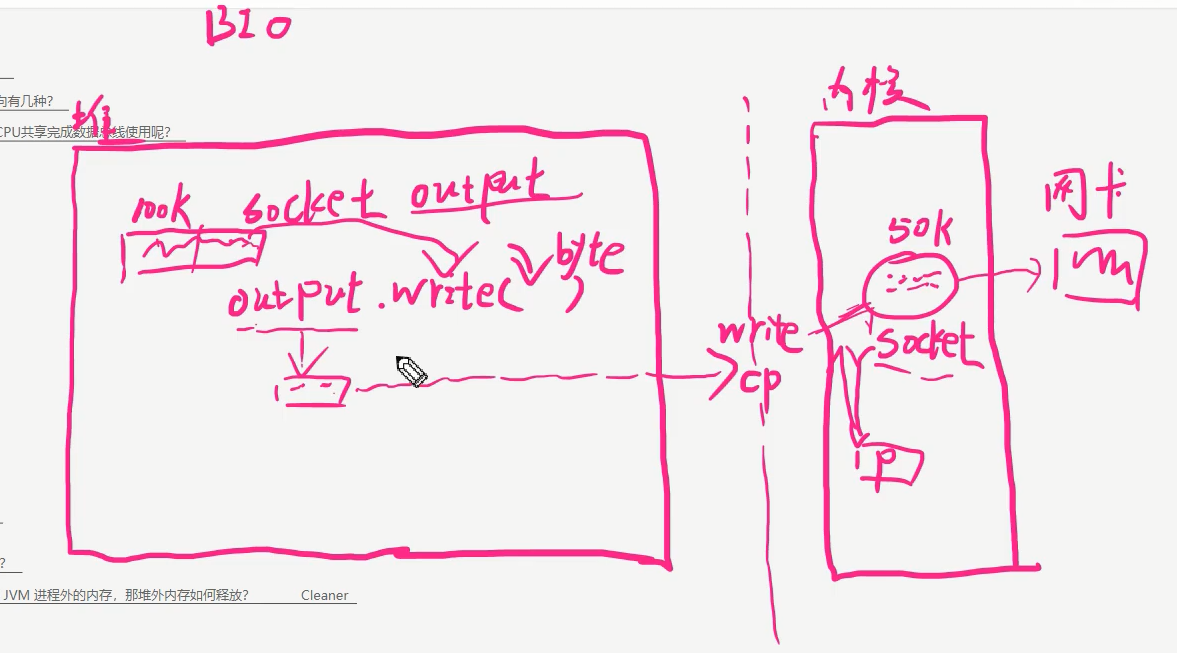 BIO
向有几种?
堆
CPU共享完成数据总线使用呢?
内核
网卡
100k socket output
50k
byte
output.write( )
write
socket
cp
P
?
JVM 进程外的内存，那堆外内存如何释放? Cleaner